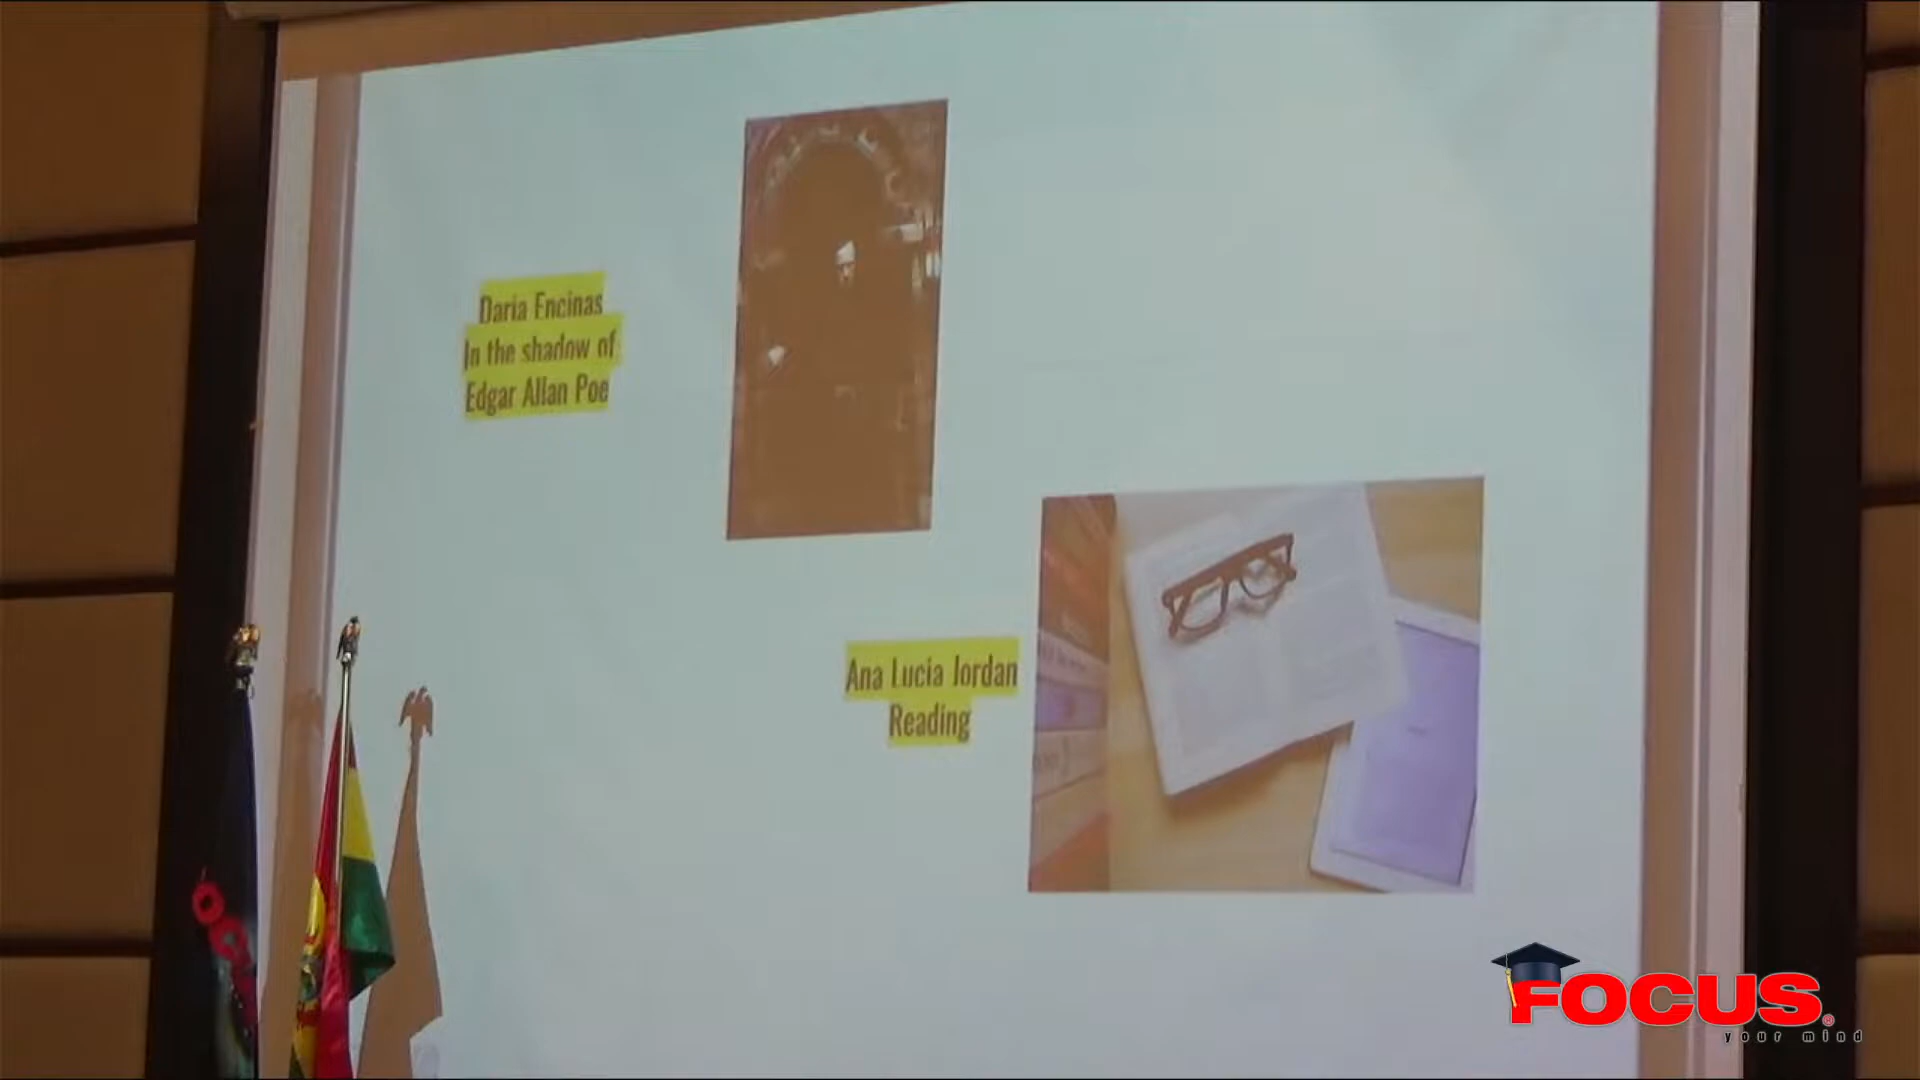 Daria Encinas
In the shadow of
Edgar Allan Poe
Ana Lucia Jordan
Reading
FOCUS
your mind